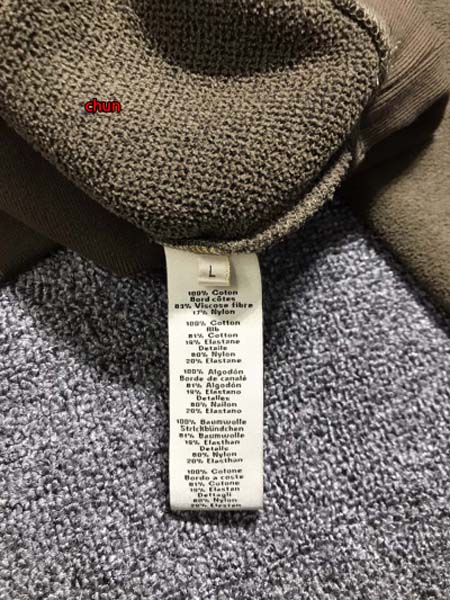 chun
L
100% Coton
Bord côtes
83% Viscose fibre
17% Nylon
100% Cotton
Rib
81% Cotton
19% Elastane
Detaile
80% Nylon
20% Elastane
100% Algodón
Borde de canalé
81% Algodón
19% Elastano
Detalles
80% Nailon
20% Elastano
100% Baumwolle
Strickbündchen
81% Baumwolle
19% Elasthan
Details
80% Nylon
20% Elasthan
100% Cotone
Bordo a coste
81% Cotone
19% Elastan
Dettagli
80% Nylon
20% Elastan